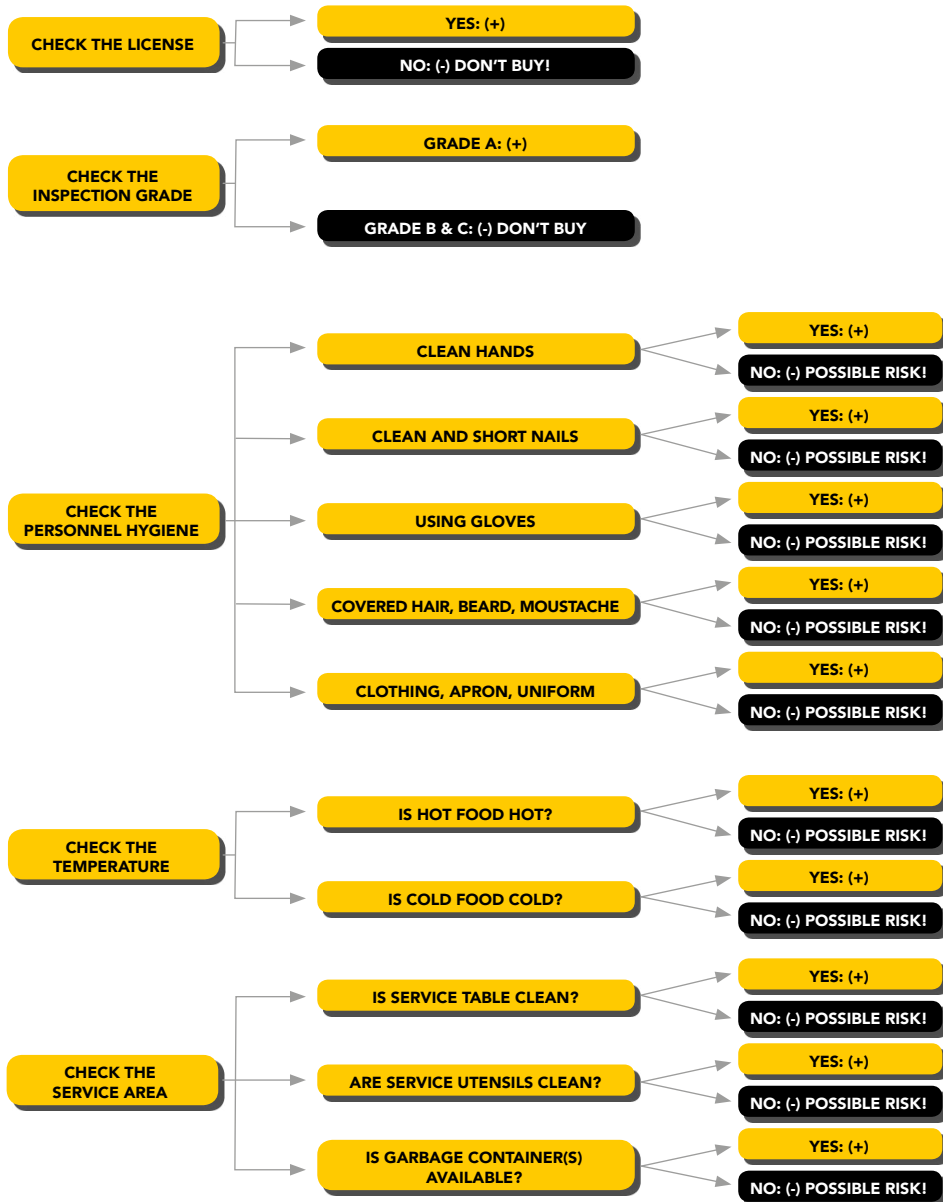 CHECK THE LICENSE
YES: (+)
NO: (-) DON'T BUY!
CHECK THE
INSPECTION GRADE
GRADE A: (+)
GRADE B & C: (-) DON'T BUY
CHECK THE
PERSONNEL HYGIENE
CLEAN HANDS
YES: (+)
NO: (-) POSSIBLE RISK!
CLEAN AND SHORT NAILS
YES: (+)
NO: (-) POSSIBLE RISK!
USING GLOVES
YES: (+)
NO: (-) POSSIBLE RISK!
COVERED HAIR, BEARD, MOUSTACHE
YES: (+)
NO: (-) POSSIBLE RISK!
CLOTHING, APRON, UNIFORM
YES: (+)
NO: (-) POSSIBLE RISK!
CHECK THE
TEMPERATURE
IS HOT FOOD HOT?
YES: (+)
NO: (-) POSSIBLE RISK!
IS COLD FOOD COLD?
YES: (+)
NO: (-) POSSIBLE RISK!
CHECK THE
SERVICE AREA
IS SERVICE TABLE CLEAN?
YES: (+)
NO: (-) POSSIBLE RISK!
ARE SERVICE UTENSILS CLEAN?
YES: (+)
NO: (-) POSSIBLE RISK!
IS GARBAGE CONTAINER(S)
AVAILABLE?
YES: (+)
NO: (-) POSSIBLE RISK!